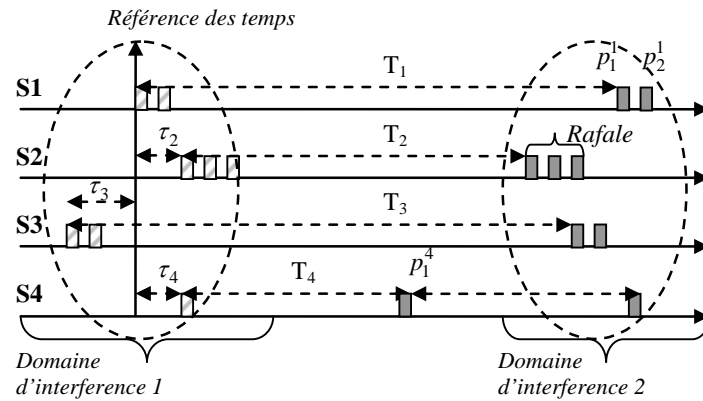 Référence des temps
S1
T₁
p₁¹
p₂¹
S2
τ₂
T₂
Rafale
S3
τ₃
T₃
S4
τ₄
T₄
p₁⁴
Domaine
d'interference 1
Domaine
d'interference 2